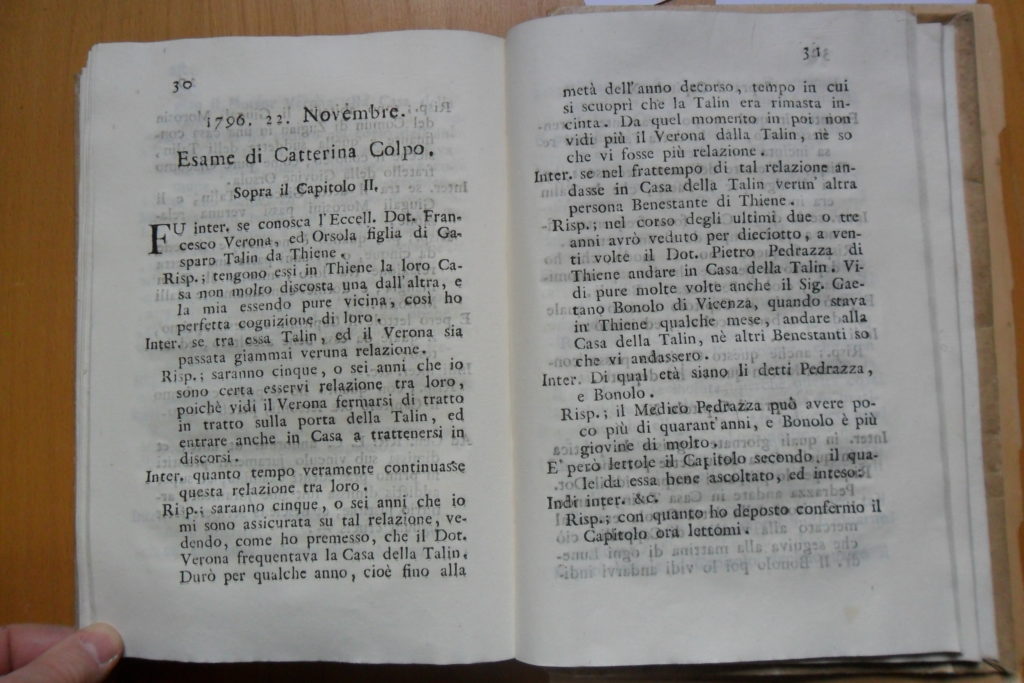 30
1796. 22. Novembre.
Esame di Catterina Colpo.
Sopra il Capitolo II.
FU inter. se conosca l'Eccell. Dot. Fran-
cesco Verona, ed Orsola figlia di Ga-
sparo Talin da Thiene.
Risp.; tengono essi in Thiene la loro Ca-
sa non molto discosta una dall'altra, e
la mia essendo pure vicina, così ho
perfetta cognizione di loro.
Inter. se tra essa Talin, ed il Verona sia
passata giammai veruna relazione.
Risp.; saranno cinque, o sei anni che io
sono certa esservi relazione tra loro,
poichè vidi il Verona fermarsi di tratto
in tratto sulla porta della Talin, ed
entrare anche in Casa a trattenersi in
discorsi.
Inter. quanto tempo veramente continuasse
questa relazione tra loro.
Risp.; saranno cinque, o sei anni che io
mi sono assicurata su tal relazione, ve-
dendo, come ho premesso, che il Dot.
Verona frequentava la Casa della Talin.
Durò per qualche anno, cioè fino alla
31
metà dell'anno decorso, tempo in cui
si scuoprì che la Talin era rimasta in-
cinta. Da quel momento in poi non
vidi più il Verona dalla Talin, nè so
che vi fosse più relazione.
Inter. se nel frattempo di tal relazione an-
dasse in Casa della Talin verun' altra
persona Benestante di Thiene.
Risp.; nel corso degli ultimi due o tre
anni avrò veduto per dieciotto, a ven-
ti volte il Dot. Pietro Pedrazza di
Thiene andare in Casa della Talin. Vi-
di pure molte volte anche il Sig. Gae-
tano Bonolo di Vicenza, quando stava
in Thiene qualche mese, andare alla
Casa della Talin, nè altri Benestanti so
che vi andassero.
Inter. Di qual età siano li detti Pedrazza,
e Bonolo.
Risp.; il Medico Pedrazza può avere po-
co più di quarant'anni, e Bonolo è più
giovine di molto.
E' però lettole il Capitolo secondo, il qua-
le da essa bene ascoltato, ed inteso:
Indi inter. &c.
Risp.; con quanto ho deposto confermo il
Capitolo ora lettomi.